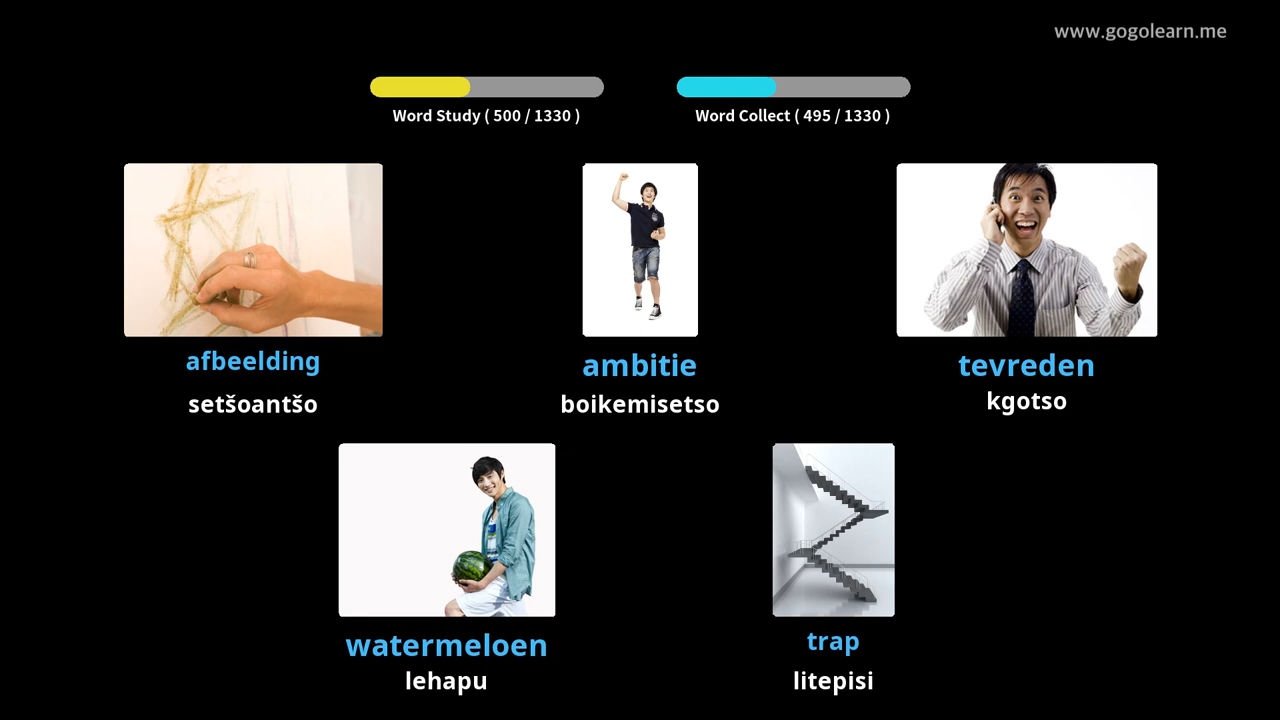 www.gogolearn.me
Word Study ( 500 / 1330 )
Word Collect ( 495 / 1330 )
afbeelding
setšoantšo
ambitie
boikemisetso
tevreden
kgotso
watermeloen
lehapu
trap
litepisi